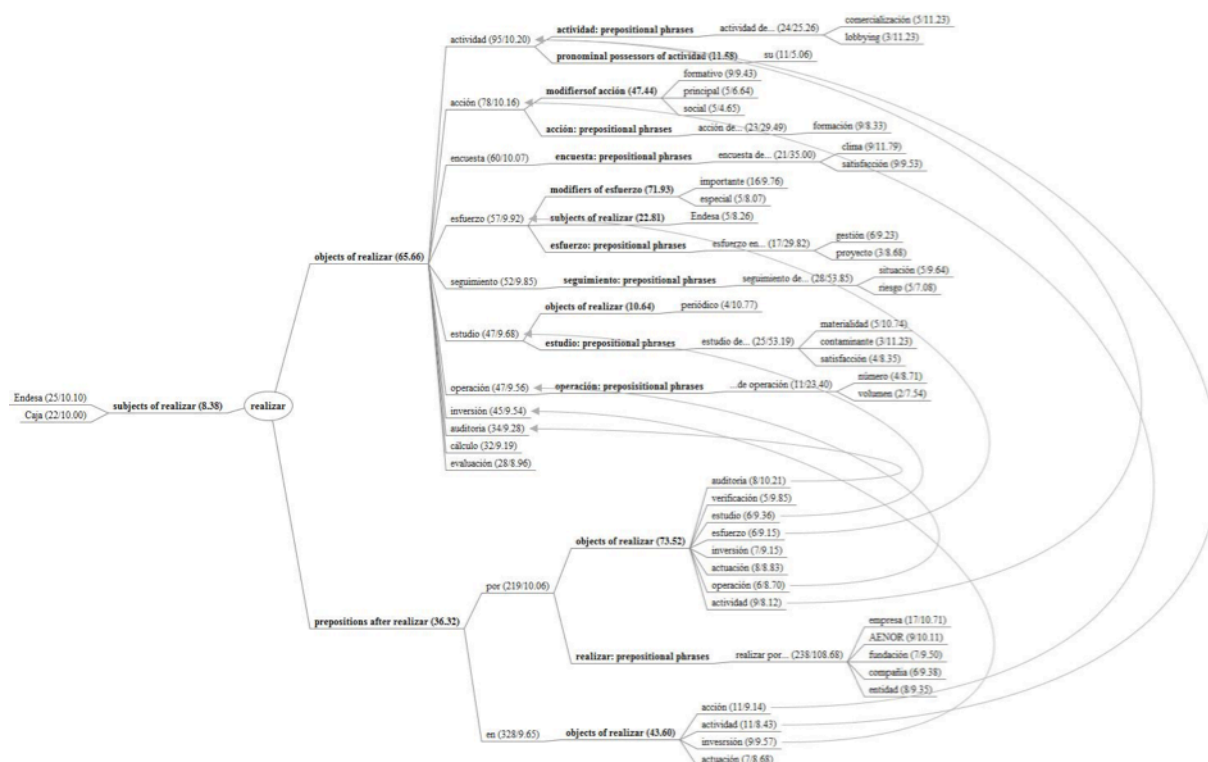 comercialización (5/11.23)
actividad: prepositional phrases
actividad de... (24/25.26)
lobbying (3/11.23)
actividad (95/10.20)
pronominal possessors of actividad (11.58)
su (11/5.06)
formativo (9/9.43)
modifiersof acción (47.44)
principal (5/6.64)
acción (78/10.16)
social (5/4.65)
acción: prepositional phrases
acción de... (23/29.49)
formación (9/8.33)
clima (9/11.79)
encuesta (60/10.07)
encuesta: prepositional phrases
encuesta de... (21/35.00)
satisfacción (9/9.53)
importante (16/9.76)
modifiers of esfuerzo (71.93)
especial (5/8.07)
esfuerzo (57/9.92)
subjects of realizar (22.81)
Endesa (5/8.26)
gestión (6/9.23)
esfuerzo: prepositional phrases
esfuerzo en... (17/29.82)
proyecto (3/8.68)
objects of realizar (65.66)
situación (5/9.64)
seguimiento (52/9.85)
seguimiento: prepositional phrases
seguimiento de... (28/53.85)
riesgo (5/7.08)
objects of realizar (10.64)
periódico (4/10.77)
estudio (47/9.68)
materialidad (5/10.74)
estudio: prepositional phrases
estudio de... (25/53.19)
contaminante (3/11.23)
satisfacción (4/8.35)
número (4/8.71)
operación (47/9.56)
operación: preposisitional phrases
...de operación (11/23,40)
volumen (2/7.54)
Endesa (25/10.10)
subjects of realizar (8.38)
realizar
Caja (22/10.00)
inversión (45/9.54)
auditoria (34/9.28)
cálculo (32/9.19)
evaluación (28/8.96)
auditoria (8/10.21)
verificación (5/9.85)
estudio (6/9.36)
esfuerzo (6/9.15)
objects of realizar (73.52)
inversión (7/9.15)
actuación (8/8.83)
por (219/10.06)
operación (6/8.70)
actividad (9/8.12)
prepositions after realizar (36.32)
empresa (17/10.71)
AENOR (9/10.11)
realizar: prepositional phrases
realizar por... (238/108.68)
fundación (7/9.50)
compañia (6/9.38)
entidad (8/9.35)
acción (11/9.14)
en (328/9.65)
objects of realizar (43.60)
actividad (11/8.43)
invesrsión (9/9.57)
actuación (7/8.68)